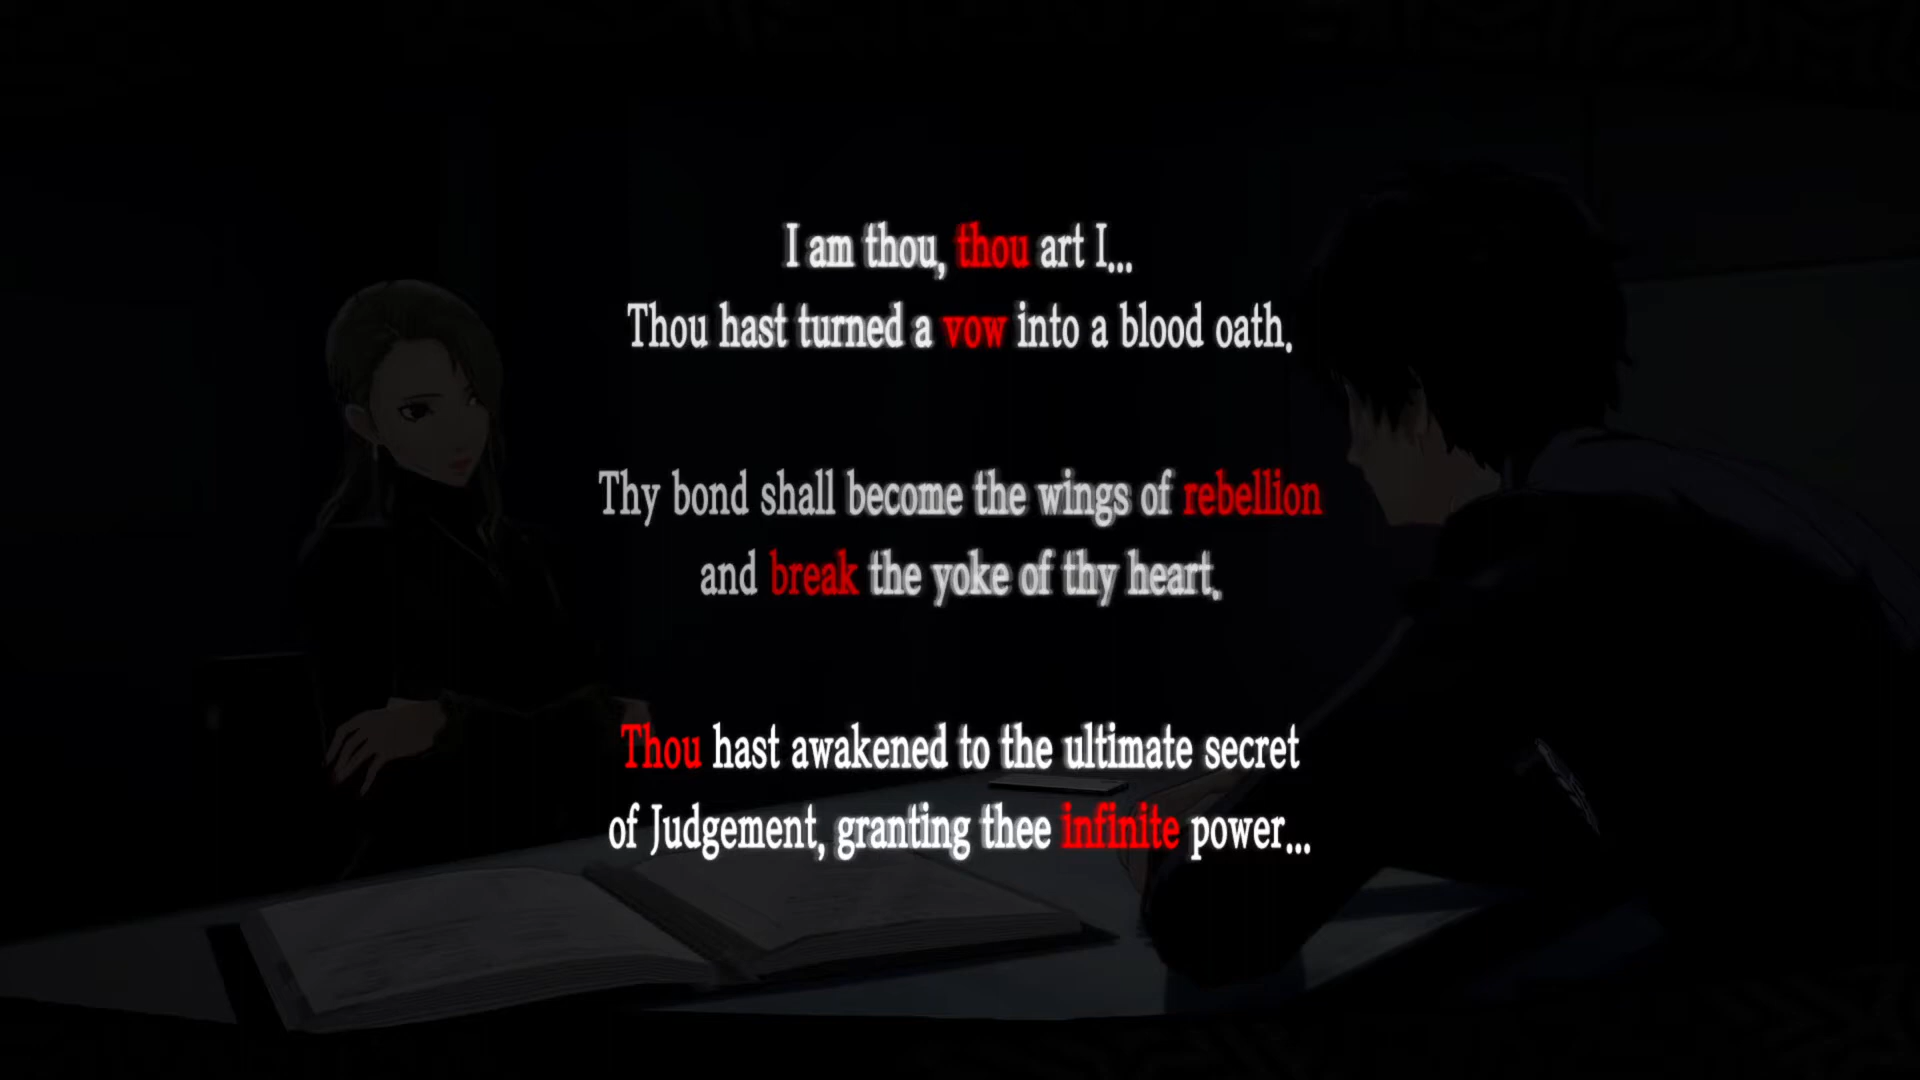 I am thou, thou art I...
Thou hast turned a vow into a blood oath.
Thy bond shall become the wings of rebellion
and break the yoke of thy heart.
Thou hast awakened to the ultimate secret
of Judgement, granting thee infinite power...